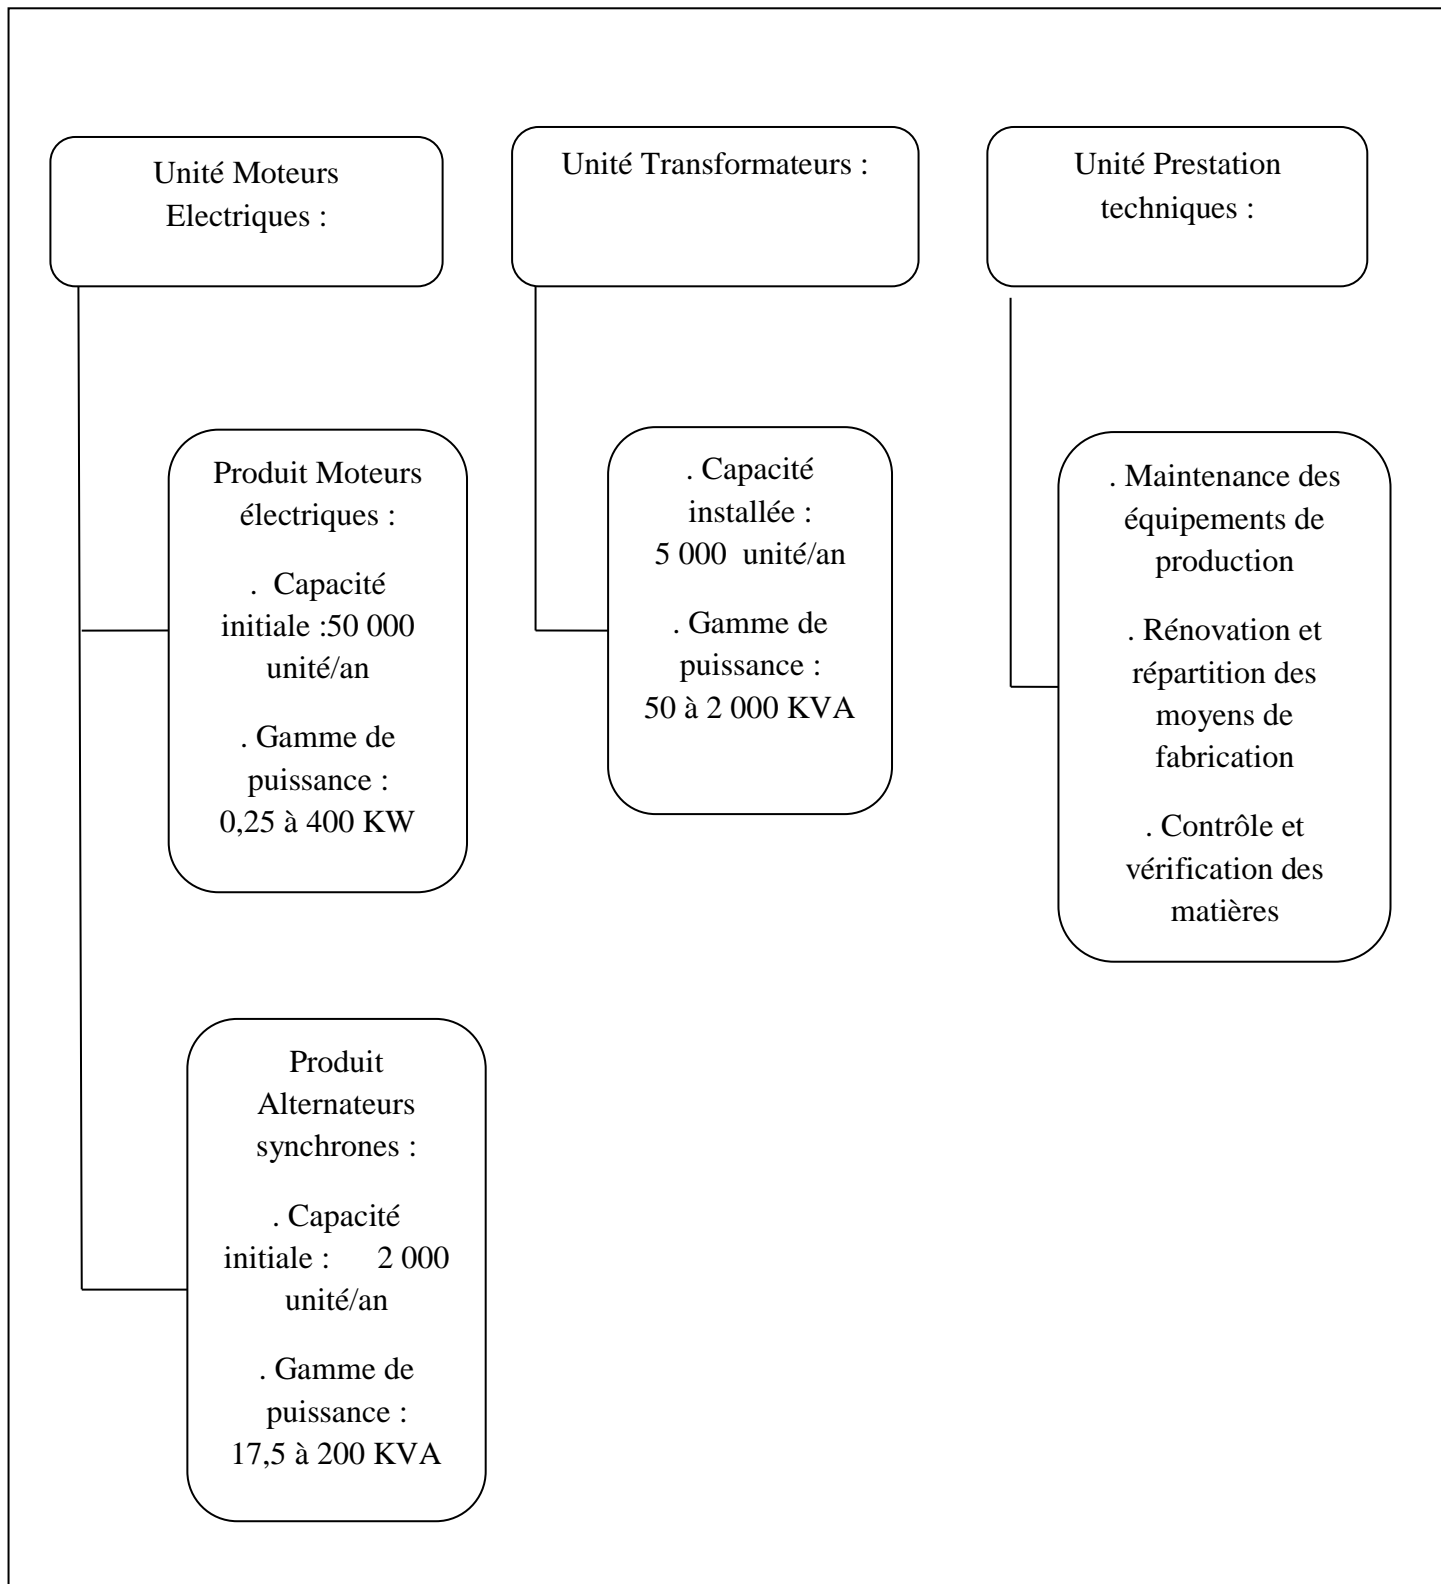 Unité Moteurs
Electriques :
Unité Transformateurs :
Unité Prestation
techniques :
Produit Moteurs
électriques :
. Capacité
initiale :50 000
unité/an
. Gamme de
puissance :
0,25 à 400 KW
. Capacité
installée :
5 000 unité/an
. Gamme de
puissance :
50 à 2 000 KVA
. Maintenance des
équipements de
production
. Rénovation et
répartition des
moyens de
fabrication
. Contrôle et
vérification des
matières
Produit
Alternateurs
synchrones :
. Capacité
initiale : 2 000
unité/an
. Gamme de
puissance :
17,5 à 200 KVA